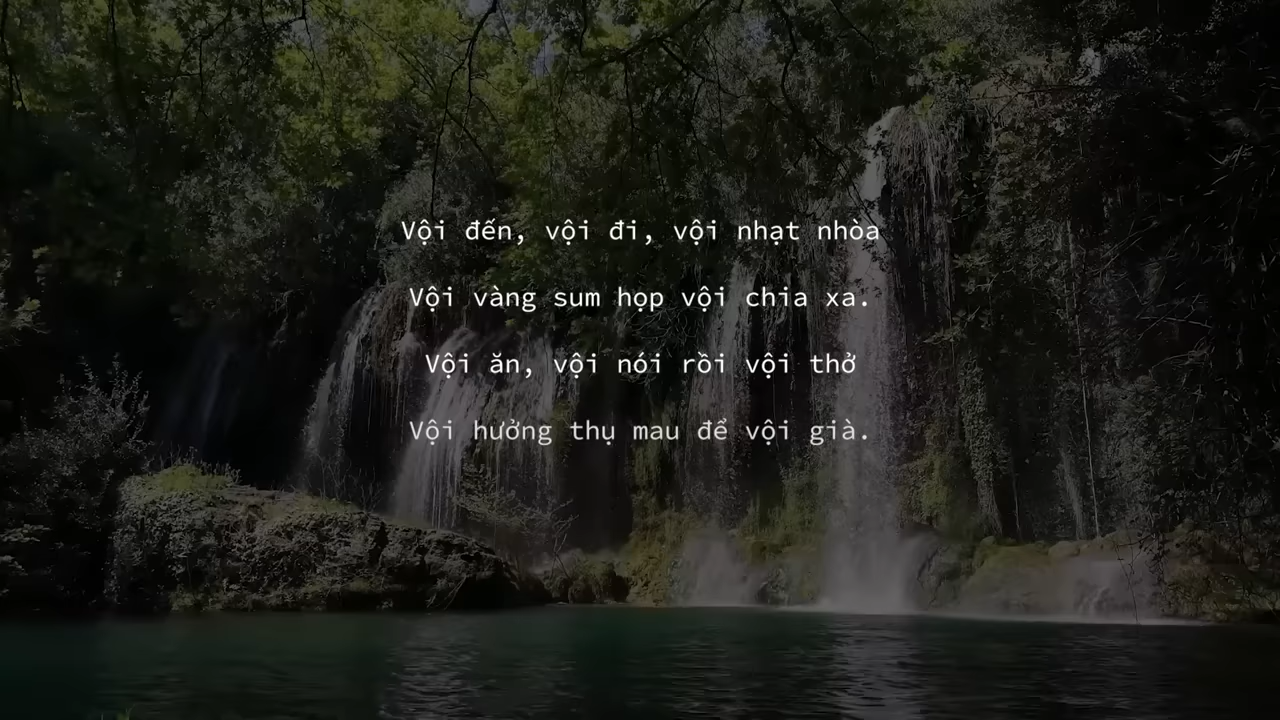 Vội đến, vội đi, vội nhạt nhòa
Vội vàng sum họp vội chia xa.
Vội ăn, vội nói rồi vội thở
Vội hưởng thụ mau để vội già.